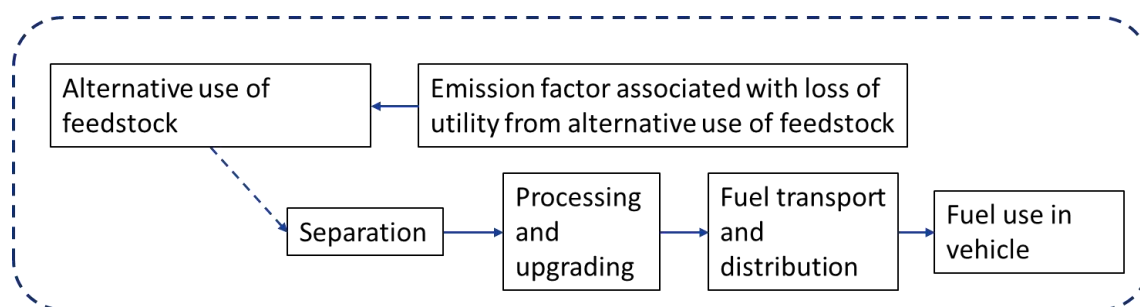 Alternative use of
feedstock
Emission factor associated with loss of
utility from alternative use of feedstock
Separation
Processing
and
upgrading
Fuel transport
and
distribution
Fuel use in
vehicle